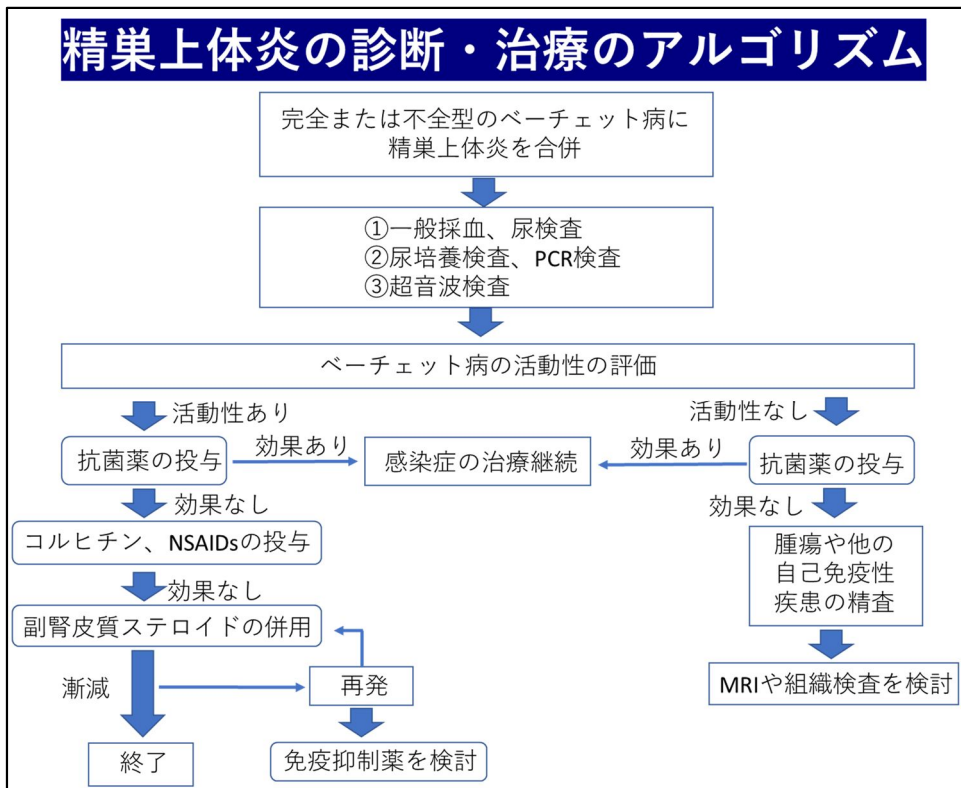 精巣上体炎の診断・治療のアルゴリズム
完全または不全型のベーチェット病に
精巣上体炎を合併
①一般採血、尿検査
②尿培養検査、PCR検査
③超音波検査
ベーチェット病の活動性の評価
活動性あり
活動性なし
抗菌薬の投与
効果あり
感染症の治療継続
効果あり
抗菌薬の投与
効果なし
効果なし
コルヒチン、NSAIDsの投与
腫瘍や他の
自己免疫性
疾患の精査
効果なし
副腎皮質ステロイドの併用
漸減
再発
MRIや組織検査を検討
終了
免疫抑制薬を検討